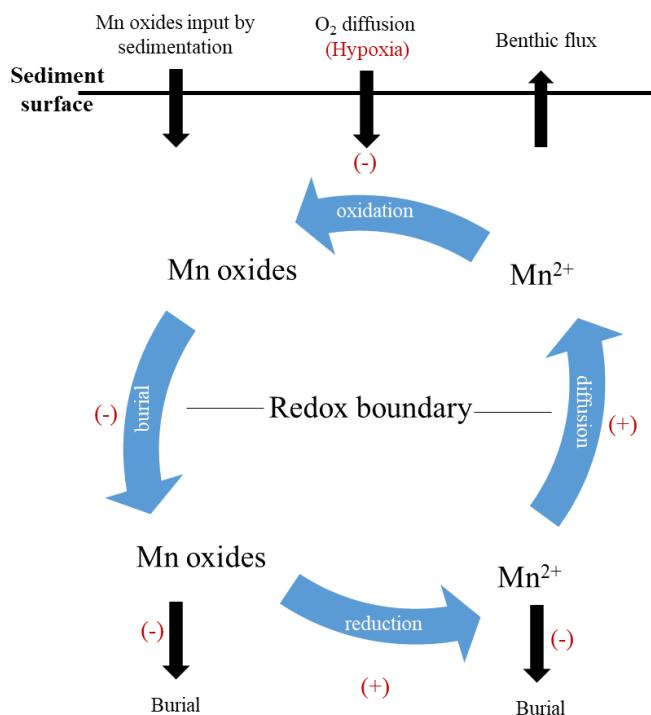 Mn oxides input by
sedimentation
O₂ diffusion
(Hypoxia)
Benthic flux
Sediment
surface
(-)
oxidation
Mn oxides
Mn²⁺
(-)
burial
Redox boundary
diffusion
(+)
Mn oxides
Mn²⁺
(-)
reduction
(-)
(+)
Burial
Burial